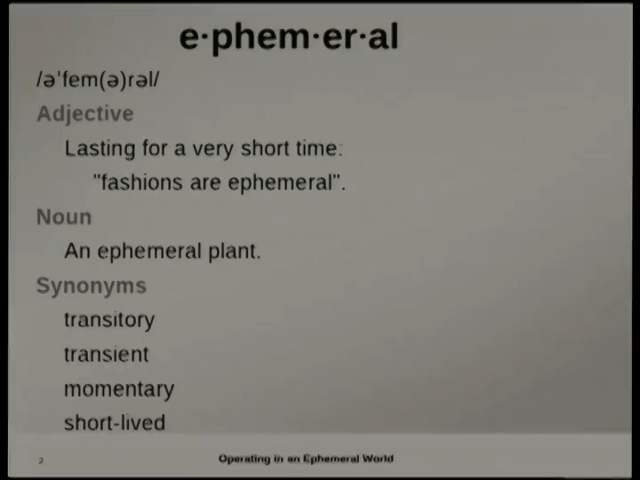 e·phem·er·al
/əˈfem(ə)rəl/
Adjective
Lasting for a very short time:
"fashions are ephemeral".
Noun
An ephemeral plant.
Synonyms
transitory
transient
momentary
short-lived
2
Operating in an Ephemeral World